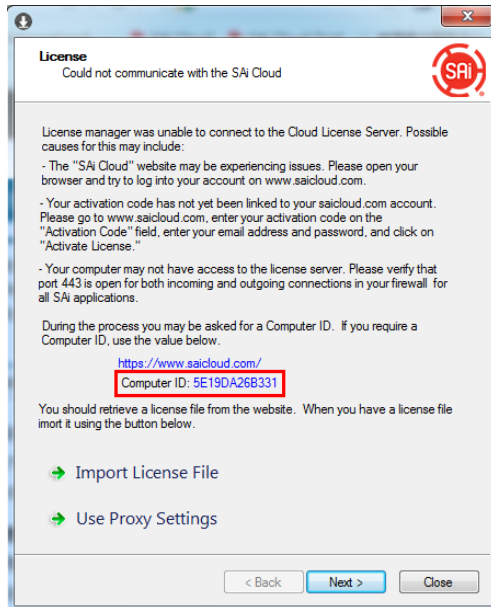 License
Could not communicate with the SAi Cloud
SAi
License manager was unable to connect to the Cloud License Server. Possible
causes for this may include:
- The "SAi Cloud" website may be experiencing issues. Please open your
browser and try to log into your account on www.saicloud.com.
- Your activation code has not yet been linked to your saicloud.com account.
Please go to www.saicloud.com, enter your activation code on the
"Activation Code" field, enter your email address and password, and click on
"Activate License."
- Your computer may not have access to the license server. Please verify that
port 443 is open for both incoming and outgoing connections in your firewall for
all SAi applications.
During the process you may be asked for a Computer ID. If you require a
Computer ID, use the value below.
https://www.saicloud.com/
Computer ID: 5E19DA26B331
You should retrieve a license file from the website. When you have a license file
imort it using the button below.
Import License File
Use Proxy Settings
< Back
Next >
Close